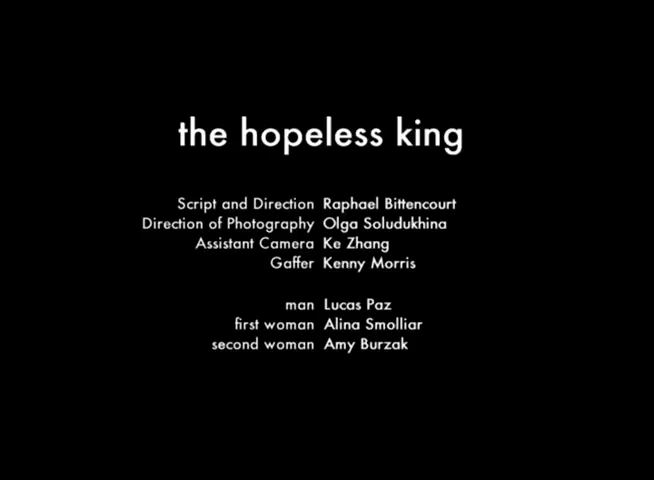 the hopeless king
Script and Direction Raphael Bittencourt
Direction of Photography Olga Soludukhina
Assistant Camera Ke Zhang
Gaffer Kenny Morris
man Lucas Paz
first woman Alina Smolliar
second woman Amy Burzak